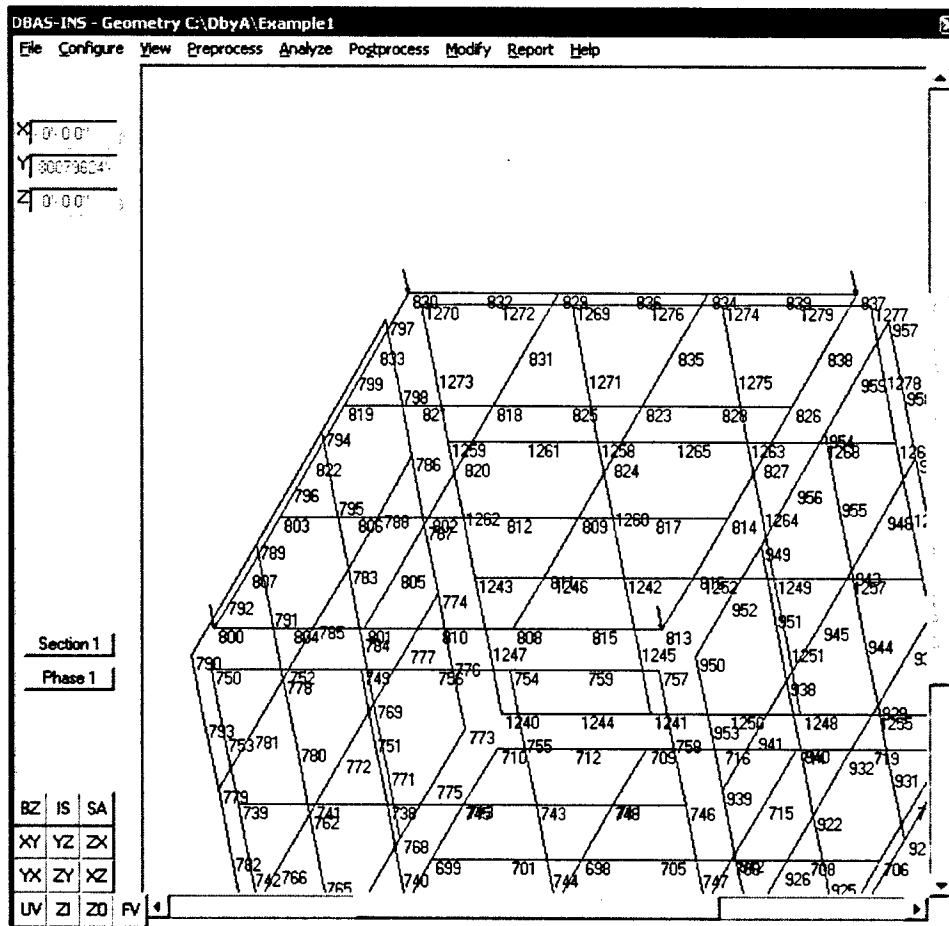 DBAS-INS - Geometry C:\DbyA\Example1
File Configure View Preprocess Analyze Postprocess Modify Report Help
X 0'- 0.0"
Y
Z 0'- 0.0"
830 832 829 836 834 839 837
1270 1272 1269 1276 1274 1279 1277
797 957
833 831 835 838
799 798 1273 1271 1275 959 1278
819 821 818 825 823 828 826
794 954
1259 1261 1258 1265 1263 1268
822 786 820 824 827
796 795 956 955
803 806 788 802 1262 812 809 1260 817 814 1264 948
787
789 949
807 783 805 1243 1246 1242 1252 1249 1257
792 774 952
791 951
800 804 785 801 810 808 815 813 945
784 944
790 777 776 1247 1245 950 1251
750 752 749 756 754 759 757
778 938
769
793 1240 1244 1241 1250 1248 1255
753 781 773 953
780 751 755 758 941
710 712 709 716 719
772 771 932 931
779 775 939
739 741 738 743 746 715
762 922
768
782 699 701 698 705 708 706
742 766 740 744 747 926
765 925
Section 1
Phase 1
BZ IS SA
XY YZ ZX
YX ZY XZ
UV ZI ZO FV